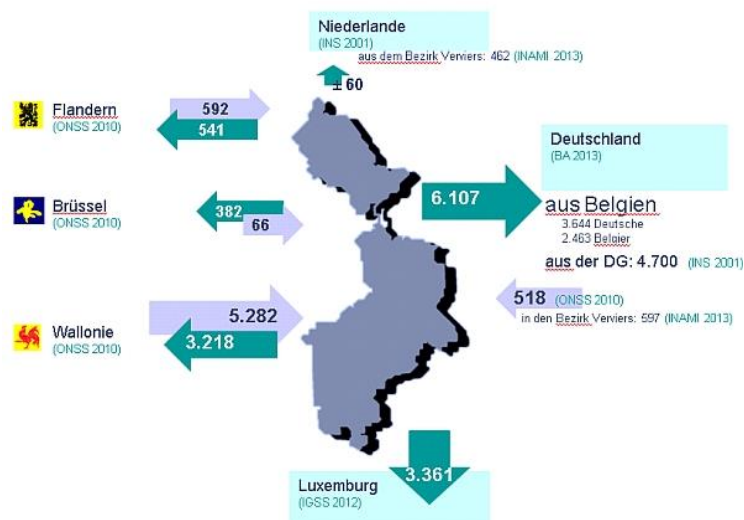 Niederlande
(INS 2001)
aus dem Bezirk Verviers: 462 (INAMI 2013)
± 60
Flandern
(ONSS 2010)
592
541
Deutschland
(BA 2013)
6.107
aus Belgien
3.644 Deutsche
2.463 Belgier
aus der DG: 4.700 (INS 2001)
Brüssel
(ONSS 2010)
382
66
518 (ONSS 2010)
in den Bezirk Verviers: 597 (INAMI 2013)
Wallonie
(ONSS 2010)
5.282
3.218
3.361
Luxemburg
(IGSS 2012)